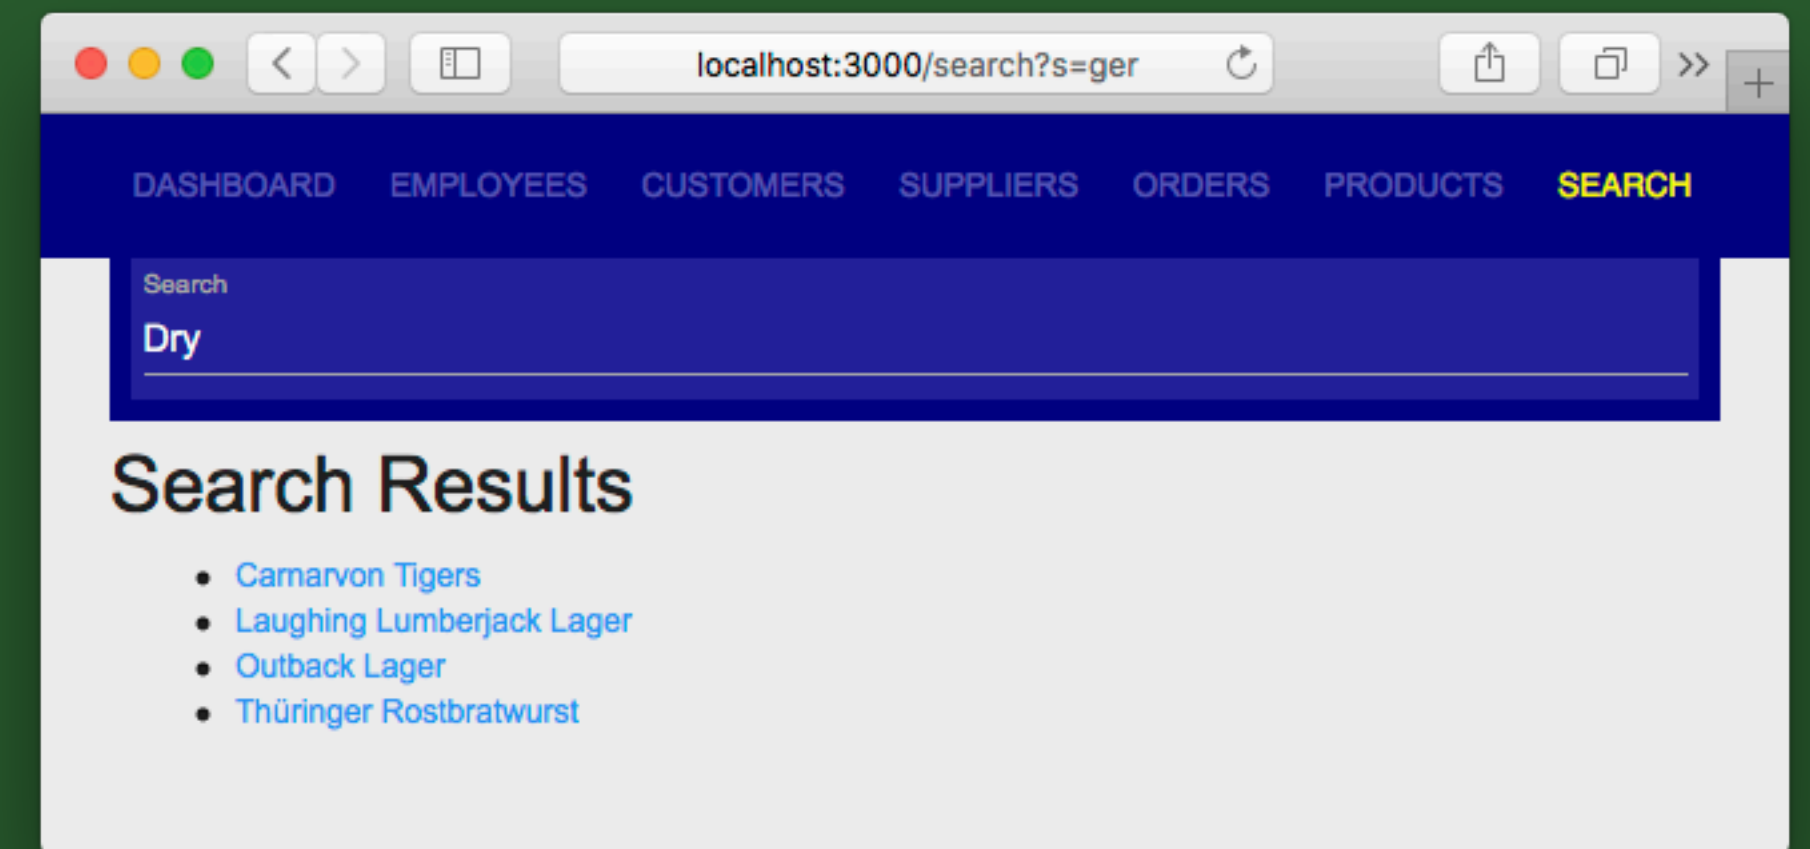 localhost:3000/search?s=ger
DASHBOARD EMPLOYEES CUSTOMERS SUPPLIERS ORDERS PRODUCTS SEARCH
Search
Dry
Search Results
Carnarvon Tigers
Laughing Lumberjack Lager
Outback Lager
Thüringer Rostbratwurst